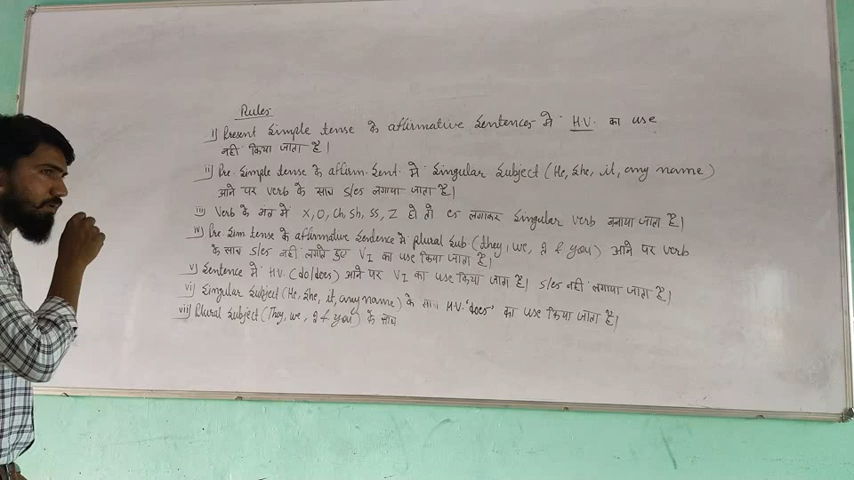 Rules
i) Present simple tense के affirmative sentences में H.V. का use
नहीं किया जाता है।
ii) Pre. simple tense के affirm. sent. में singular subject (He, she, it, any name)
आने पर verb के साथ s/es लगाया जाता है।
iii) Verb के अंत में x, O, ch, sh, ss, z हो तो es लगाकर singular verb बनाया जाता है।
iv) Pre sim tense के affirmative sentence में plural sub (they, we, I & you) आने पर verb
के साथ s/es नहीं लगाते हुए V1 का use किया जाता है।
v) sentence में H.V. (do/does) आने पर V1 का use किया जाता है। s/es नहीं लगाया जाता है।
vi) singular subject (He, she, it, any name) के साथ H.V. 'does' का use किया जाता है।
vii) Plural subject (They, we, I & you) के साथ